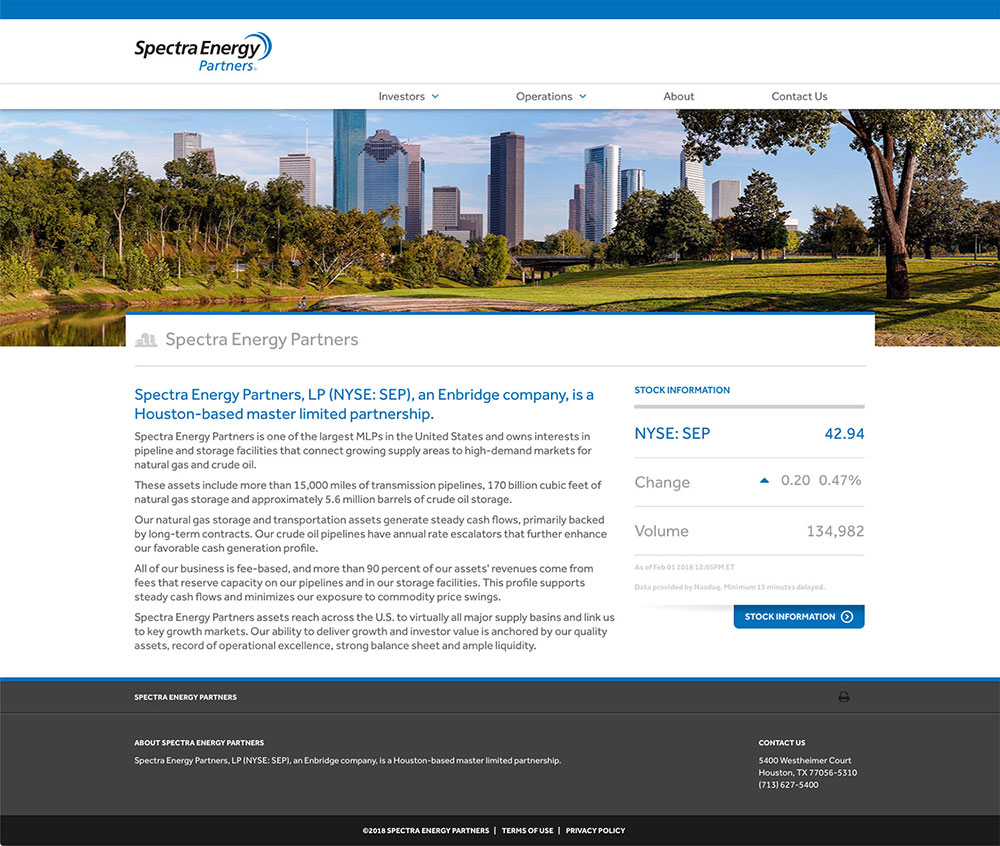 Spectra Energy
Partners
Investors
Operations
About
Contact Us
Spectra Energy Partners
Spectra Energy Partners, LP (NYSE: SEP), an Enbridge company, is a
Houston-based master limited partnership.
Spectra Energy Partners is one of the largest MLPs in the United States and owns interests in
pipeline and storage facilities that connect growing supply areas to high-demand markets for
natural gas and crude oil.
These assets include more than 15,000 miles of transmission pipelines, 170 billion cubic feet of
natural gas storage and approximately 5.6 million barrels of crude oil storage.
Our natural gas storage and transportation assets generate steady cash flows, primarily backed
by long-term contracts. Our crude oil pipelines have annual rate escalators that further enhance
our favorable cash generation profile.
All of our business is fee-based, and more than 90 percent of our assets' revenues come from
fees that reserve capacity on our pipelines and in our storage facilities. This profile supports
steady cash flows and minimizes our exposure to commodity price swings.
Spectra Energy Partners assets reach across the U.S. to virtually all major supply basins and link us
to key growth markets. Our ability to deliver growth and investor value is anchored by our quality
assets, record of operational excellence, strong balance sheet and ample liquidity.
STOCK INFORMATION
NYSE: SEP 42.94
Change 0.20 0.47%
Volume 134,982
As of Feb 01 2018 12:05PM ET
Data provided by Nasdaq. Minimum 15 minutes delayed.
STOCK INFORMATION
SPECTRA ENERGY PARTNERS
ABOUT SPECTRA ENERGY PARTNERS
Spectra Energy Partners, LP (NYSE: SEP), an Enbridge company, is a Houston-based master limited partnership.
CONTACT US
5400 Westheimer Court
Houston, TX 77056-5310
(713) 627-5400
©2018 SPECTRA ENERGY PARTNERS | TERMS OF USE | PRIVACY POLICY